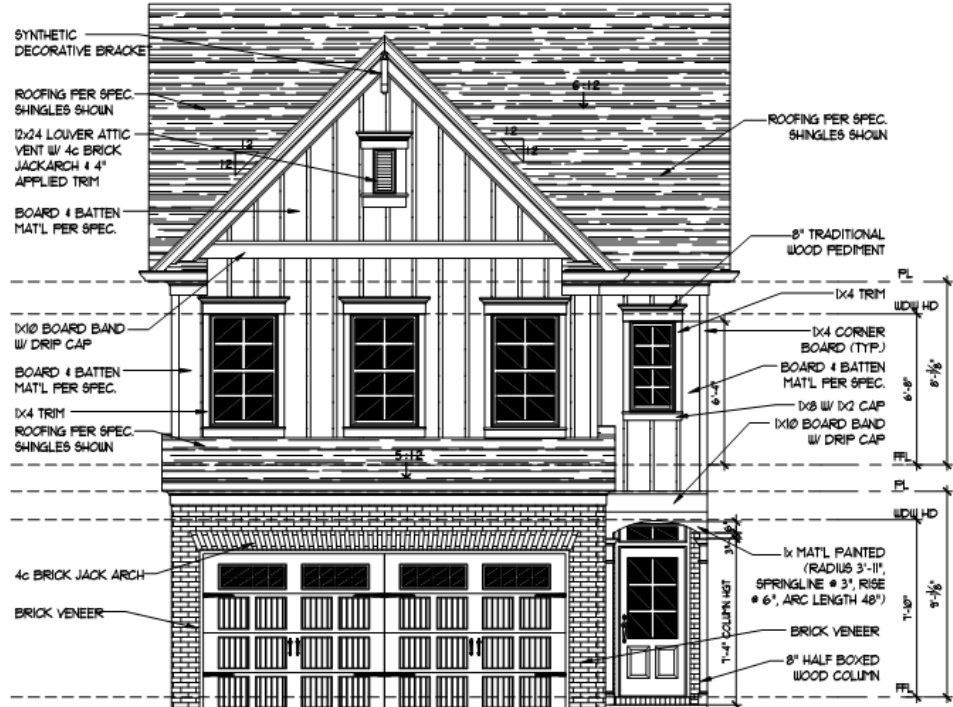 SYNTHETIC
DECORATIVE BRACKET
ROOFING PER SPEC.
SHINGLES SHOWN
12x24 LOUVER ATTIC
VENT W/ 4c BRICK
JACKARCH & 4"
APPLIED TRIM
BOARD & BATTEN
MAT'L PER SPEC.
1X10 BOARD BAND
W/ DRIP CAP
BOARD & BATTEN
MAT'L PER SPEC.
1X4 TRIM
ROOFING PER SPEC.
SHINGLES SHOWN
4c BRICK JACK ARCH
BRICK VENEER
12
12
6:12
12
12
5:12
ROOFING PER SPEC.
SHINGLES SHOWN
8" TRADITIONAL
WOOD PEDIMENT
PL
1X4 TRIM
WDW HD
1X4 CORNER
BOARD (TYP.)
BOARD & BATTEN
MAT'L PER SPEC.
1X8 W/ 1X2 CAP
1X10 BOARD BAND
W/ DRIP CAP
6'-4"
6'-8"
8'-1⅛"
FFL
PL
WDW HD
1x MAT'L PAINTED
(RADIUS 3'-11",
SPRINGLINE @ 3", RISE
@ 6", ARC LENGTH 48")
BRICK VENEER
8" HALF BOXED
WOOD COLUMN
7'-4" COLUMN HGT
3"
6"
7'-10"
9'-1⅛"
FFL